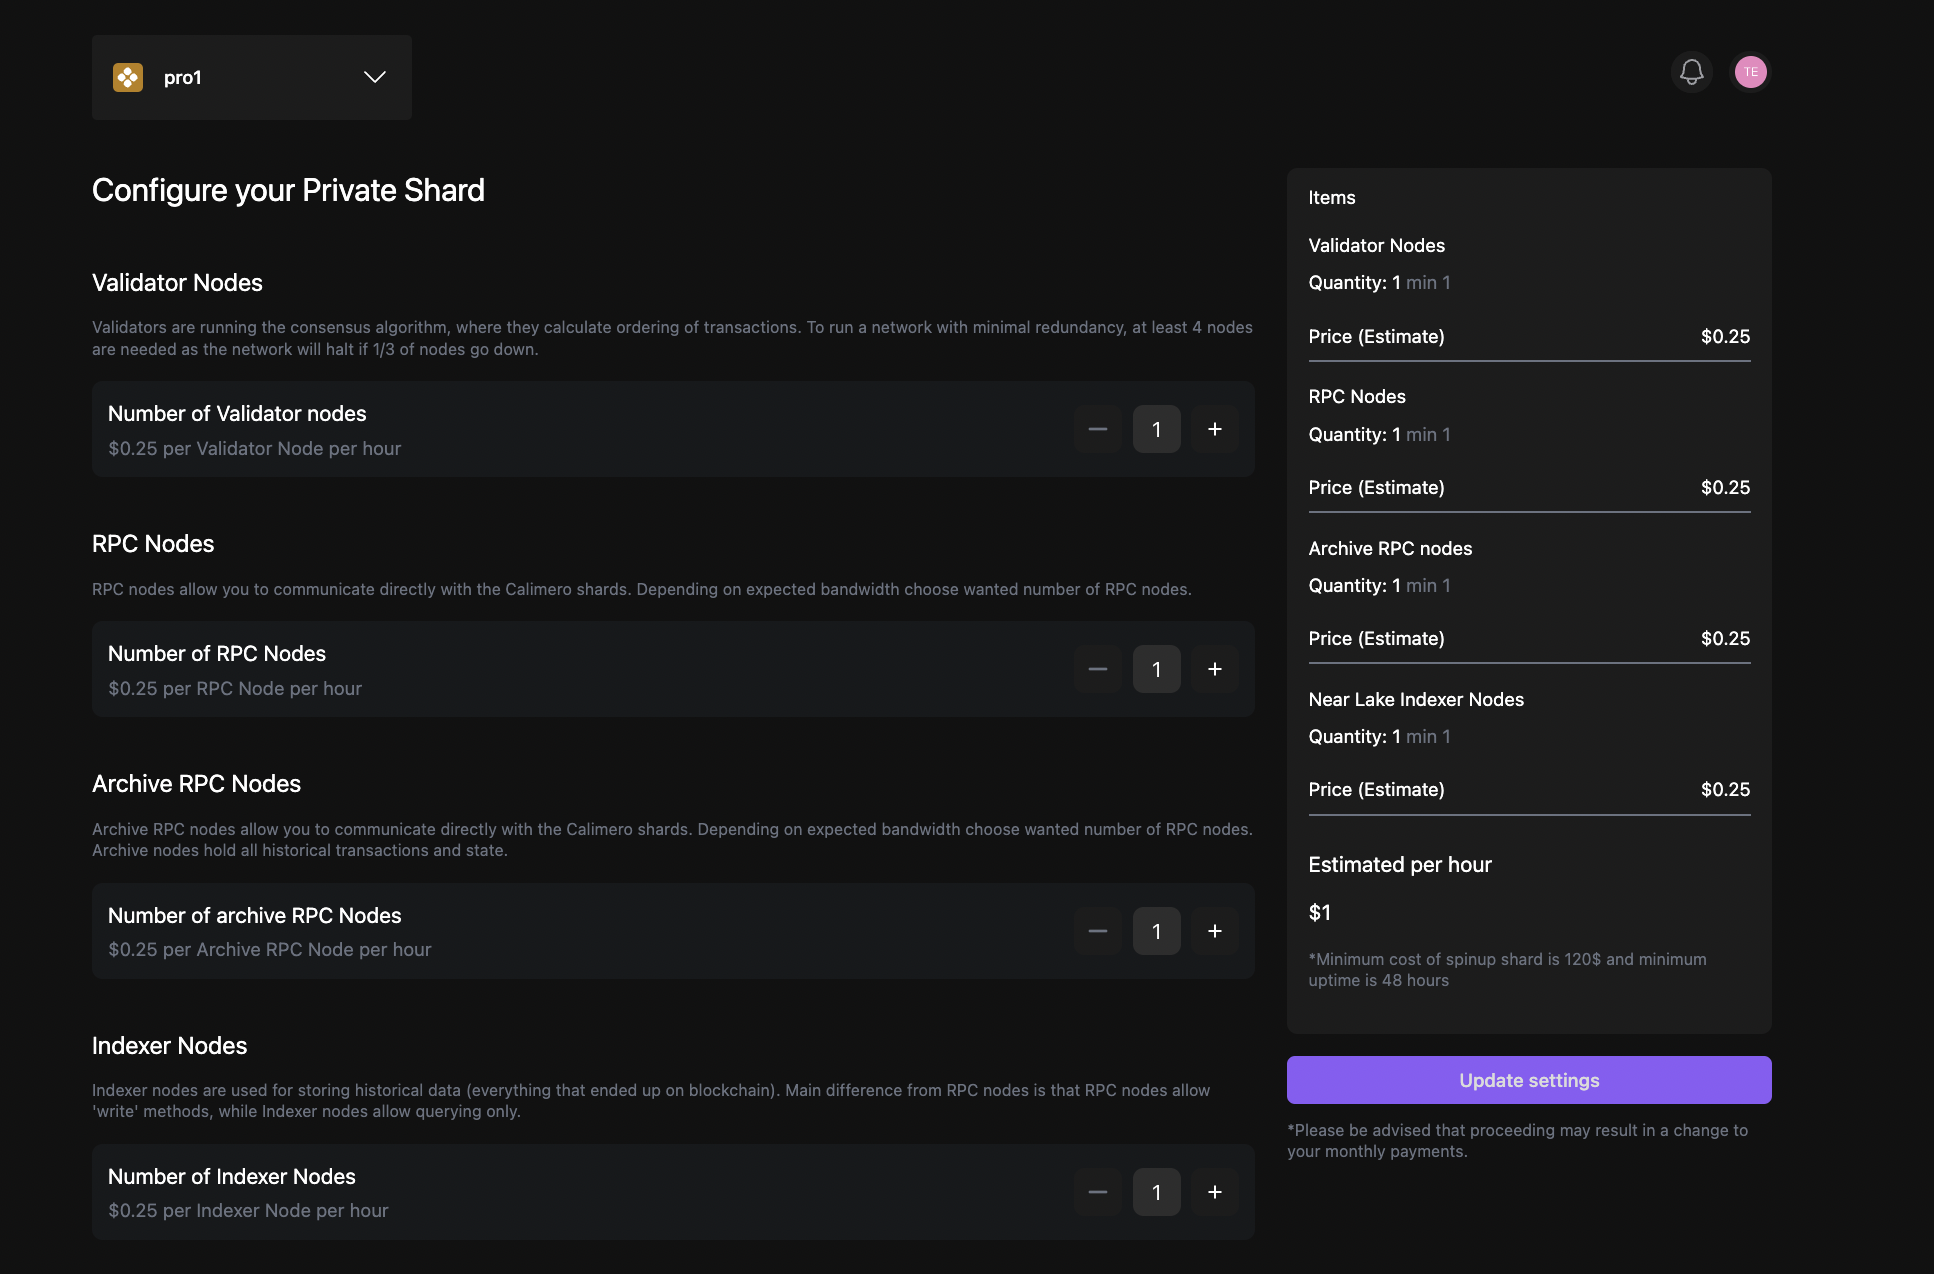 pro1
TE
Configure your Private Shard
Validator Nodes
Validators are running the consensus algorithm, where they calculate ordering of transactions. To run a network with minimal redundancy, at least 4 nodes
are needed as the network will halt if 1/3 of nodes go down.
Number of Validator nodes
$0.25 per Validator Node per hour
— 1 +
RPC Nodes
RPC nodes allow you to communicate directly with the Calimero shards. Depending on expected bandwidth choose wanted number of RPC nodes.
Number of RPC Nodes
$0.25 per RPC Node per hour
— 1 +
Archive RPC Nodes
Archive RPC nodes allow you to communicate directly with the Calimero shards. Depending on expected bandwidth choose wanted number of RPC nodes.
Archive nodes hold all historical transactions and state.
Number of archive RPC Nodes
$0.25 per Archive RPC Node per hour
— 1 +
Indexer Nodes
Indexer nodes are used for storing historical data (everything that ended up on blockchain). Main difference from RPC nodes is that RPC nodes allow
'write' methods, while Indexer nodes allow querying only.
Number of Indexer Nodes
$0.25 per Indexer Node per hour
— 1 +
Items
Validator Nodes
Quantity: 1 min 1
Price (Estimate) $0.25
RPC Nodes
Quantity: 1 min 1
Price (Estimate) $0.25
Archive RPC nodes
Quantity: 1 min 1
Price (Estimate) $0.25
Near Lake Indexer Nodes
Quantity: 1 min 1
Price (Estimate) $0.25
Estimated per hour
$1
*Minimum cost of spinup shard is 120$ and minimum
uptime is 48 hours
Update settings
*Please be advised that proceeding may result in a change to
your monthly payments.